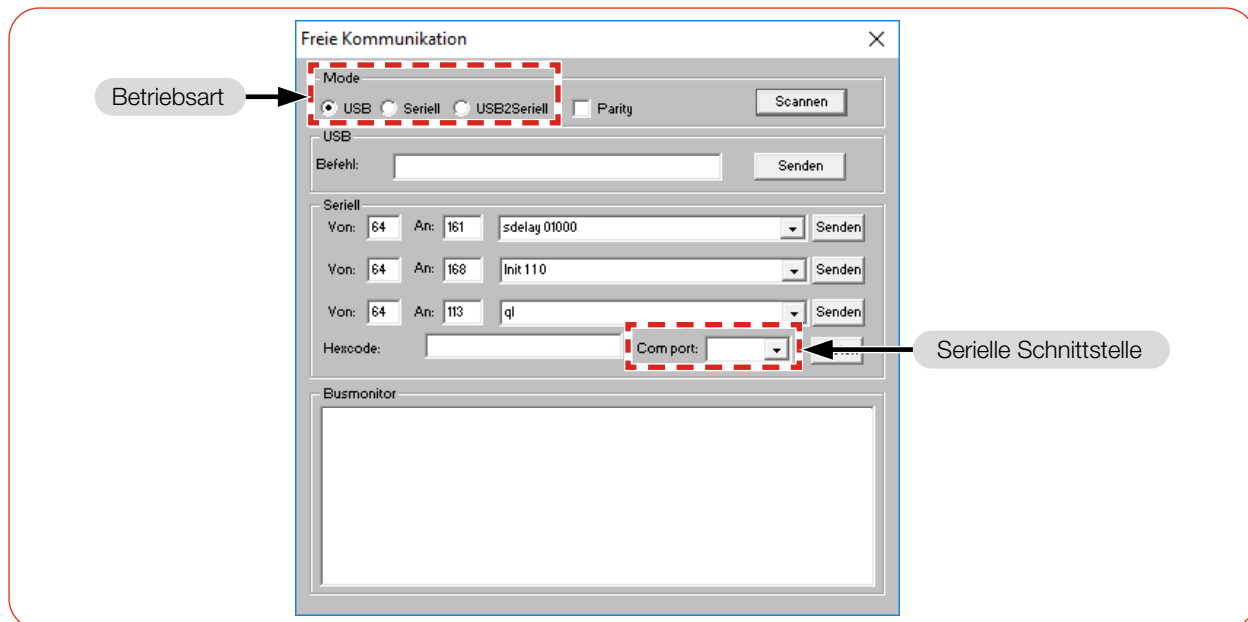 Freie Kommunikation
Mode
Betriebsart
USB Seriell USB2Seriell Parity Scannen
USB
Befehl: Senden
Seriell
Von: 64 An: 161 sdelay 01000 Senden
Von: 64 An: 168 Init 110 Senden
Von: 64 An: 113 ql Senden
Hexcode: Com port:
Serielle Schnittstelle
Busmonitor